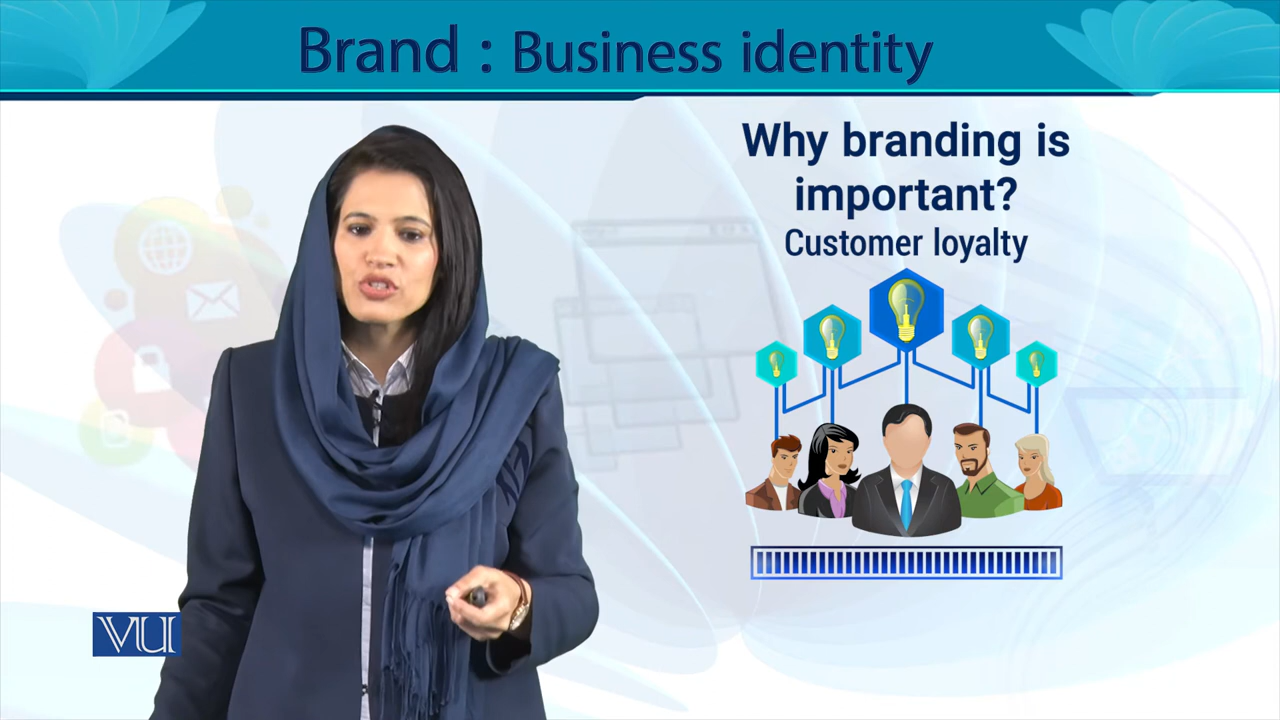 Brand : Business identity
Why branding is
important?
Customer loyalty
VU